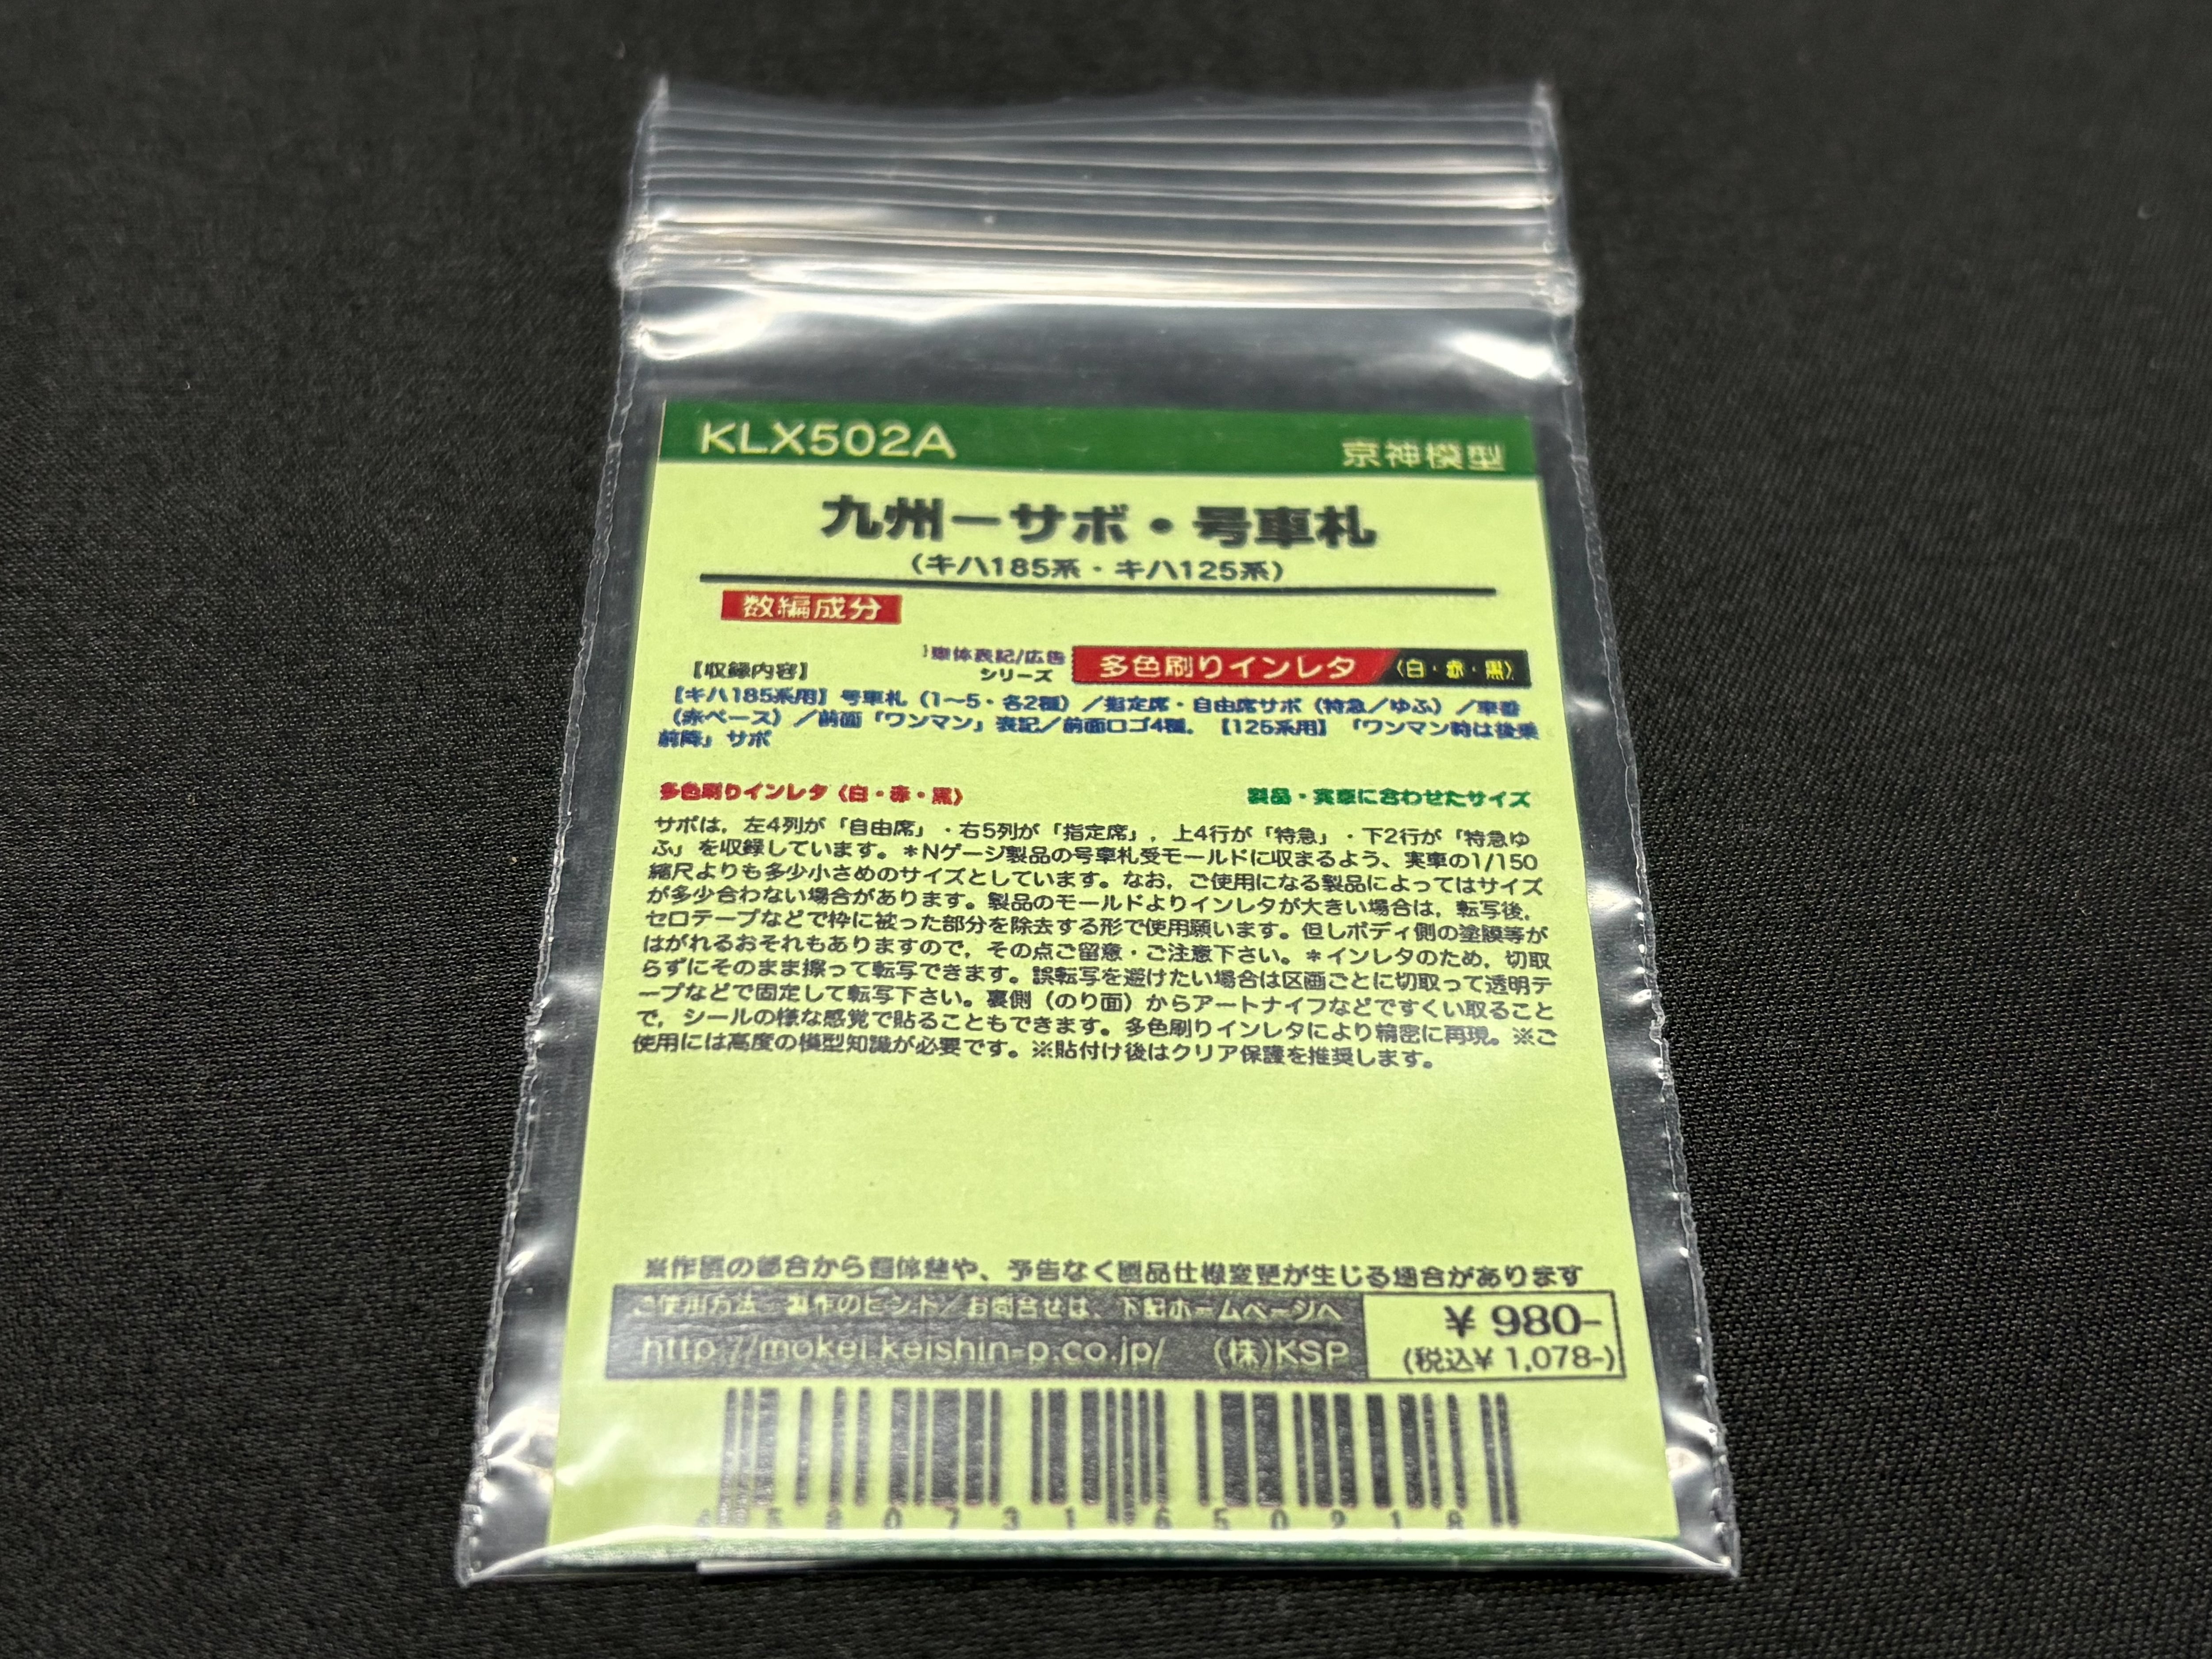 KLX502A
京神模型
九州－サボ・号車札
（キハ185系・キハ125系）
数編成分
車体表記/広告
シリーズ
多色刷りインレタ
〈白・赤・黒〉
【収録内容】
【キハ185系用】号車札（1～5・各2種）／指定席・自由席サボ（特急／ゆふ）／車番
（赤ベース）／前面「ワンマン」表記／前面ロゴ4種。【125系用】「ワンマン時は後乗
前降」サボ
多色刷りインレタ〈白・赤・黒〉
製品・実車に合わせたサイズ
サボは，左4列が「自由席」・右5列が「指定席」，上4行が「特急」・下2行が「特急ゆ
ふ」を収録しています。＊Nゲージ製品の号車札受モールドに収まるよう、実車の1/150
縮尺よりも多少小さめのサイズとしています。なお，ご使用になる製品によってはサイズ
が多少合わない場合があります。製品のモールドよりインレタが大きい場合は，転写後，
セロテープなどで枠に被った部分を除去する形で使用願います。但しボディ側の塗膜等が
はがれるおそれもありますので，その点ご留意・ご注意下さい。＊インレタのため，切取
らずにそのまま擦って転写できます。誤転写を避けたい場合は区画ごとに切取って透明テ
ープなどで固定して転写下さい。裏側（のり面）からアートナイフなどですくい取ること
で，シールの様な感覚で貼ることもできます。多色刷りインレタにより精密に再現。※ご
使用には高度の模型知識が必要です。※貼付け後はクリア保護を推奨します。
※作風の都合から個体差や、予告なく製品仕様変更が生じる場合があります
ご使用方法・製作のヒント／お問合せは、下記ホームページへ
http://mokei.keishin-p.co.jp/ (株)KSP
￥980-
(税込￥1,078-)
4 580731 650218